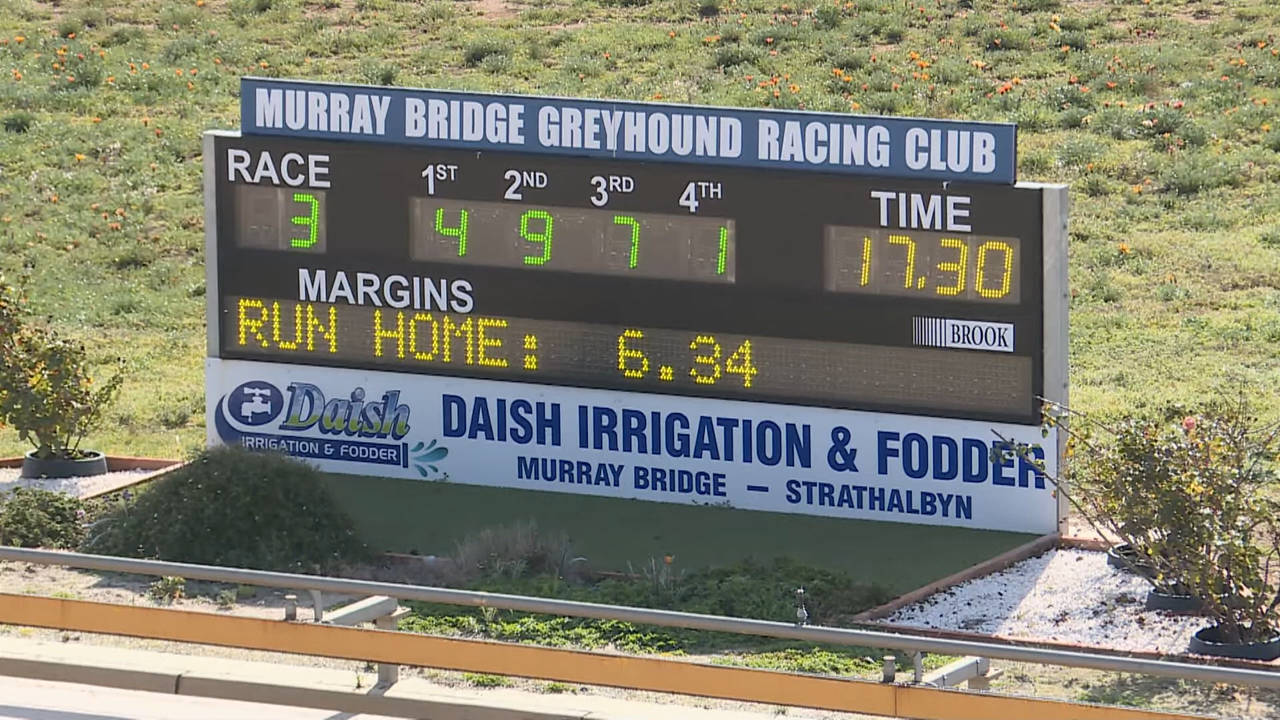 MURRAY BRIDGE GREYHOUND RACING CLUB
RACE 1ST 2ND 3RD 4TH TIME
3 4 9 7 1 17.30
MARGINS
BROOK
RUN HOME: 6.34
Daish
IRRIGATION & FODDER
DAISH IRRIGATION & FODDER
MURRAY BRIDGE – STRATHALBYN